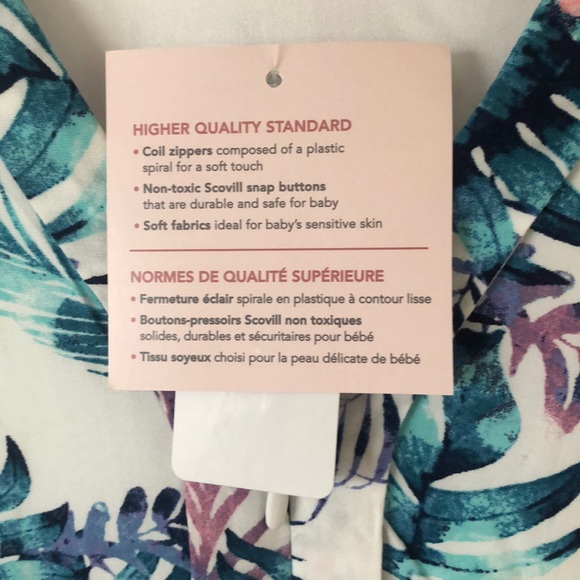 HIGHER QUALITY STANDARD
• Coil zippers composed of a plastic
spiral for a soft touch
• Non-toxic Scovill snap buttons
that are durable and safe for baby
• Soft fabrics ideal for baby's sensitive skin
NORMES DE QUALITÉ SUPÉRIEURE
• Fermeture éclair spirale en plastique à contour lisse
• Boutons-pressoirs Scovill non toxiques
solides, durables et sécuritaires pour bébé
• Tissu soyeux choisi pour la peau délicate de bébé